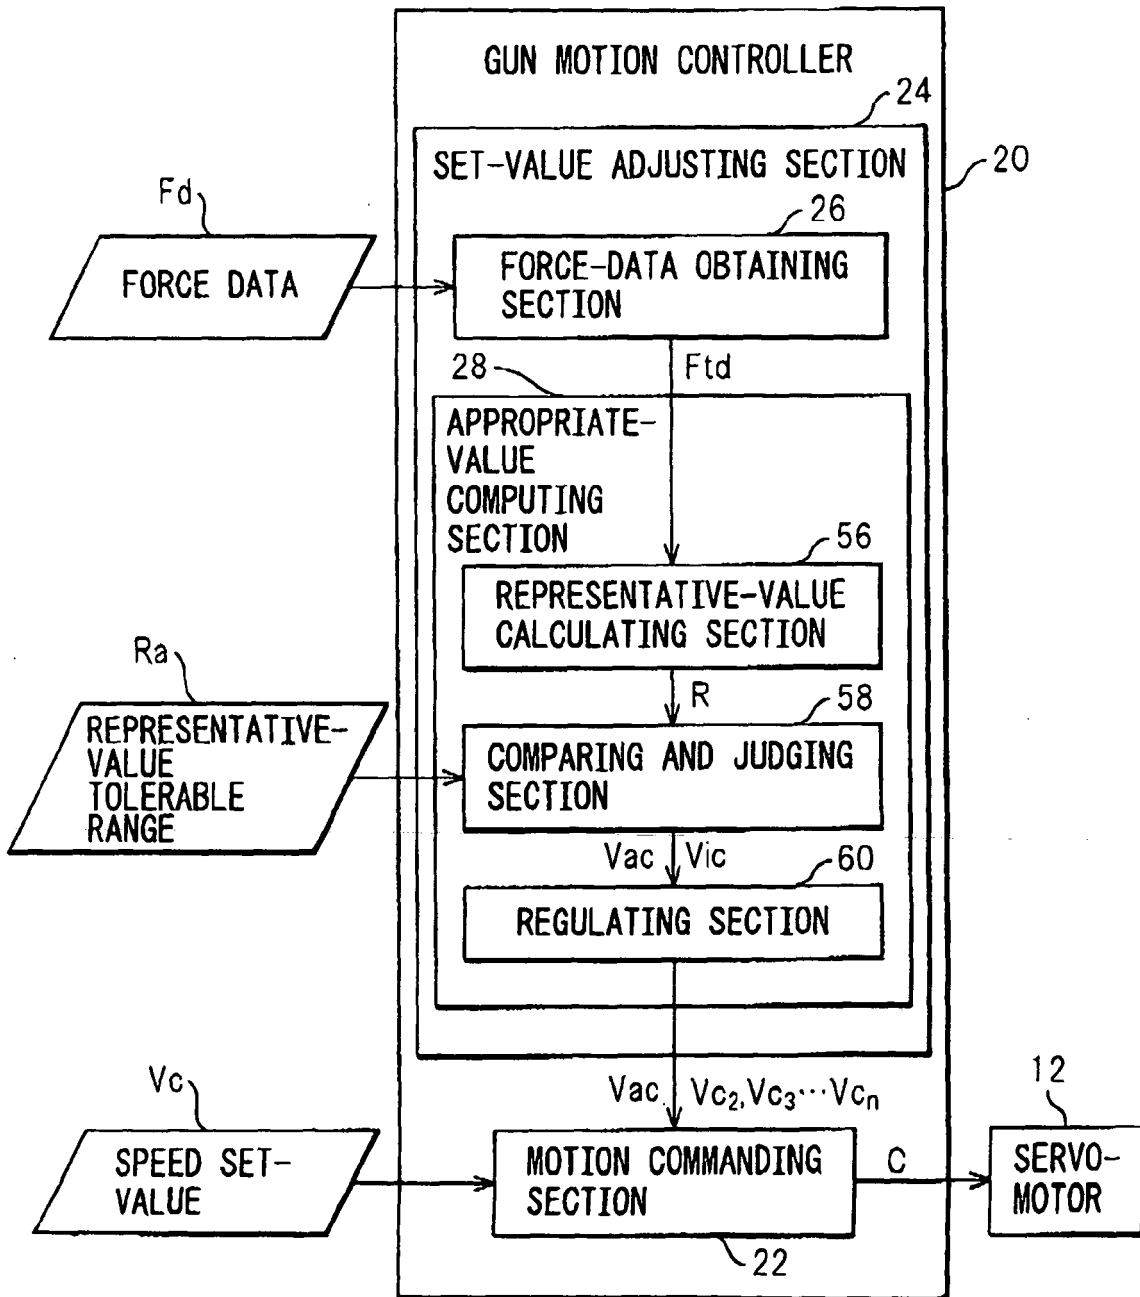 GUN MOTION CONTROLLER
24
SET-VALUE ADJUSTING SECTION
20
Fd
26
FORCE DATA
FORCE-DATA OBTAINING
SECTION
28
Ftd
APPROPRIATE-
VALUE
COMPUTING
SECTION
56
REPRESENTATIVE-VALUE
CALCULATING SECTION
Ra
R
58
REPRESENTATIVE-
VALUE
TOLERABLE
RANGE
COMPARING AND JUDGING
SECTION
Vac Vic
60
REGULATING SECTION
Vc
Vac Vc2,Vc3···Vcn
12
SPEED SET-
VALUE
MOTION COMMANDING
SECTION
C
SERVO-
MOTOR
22